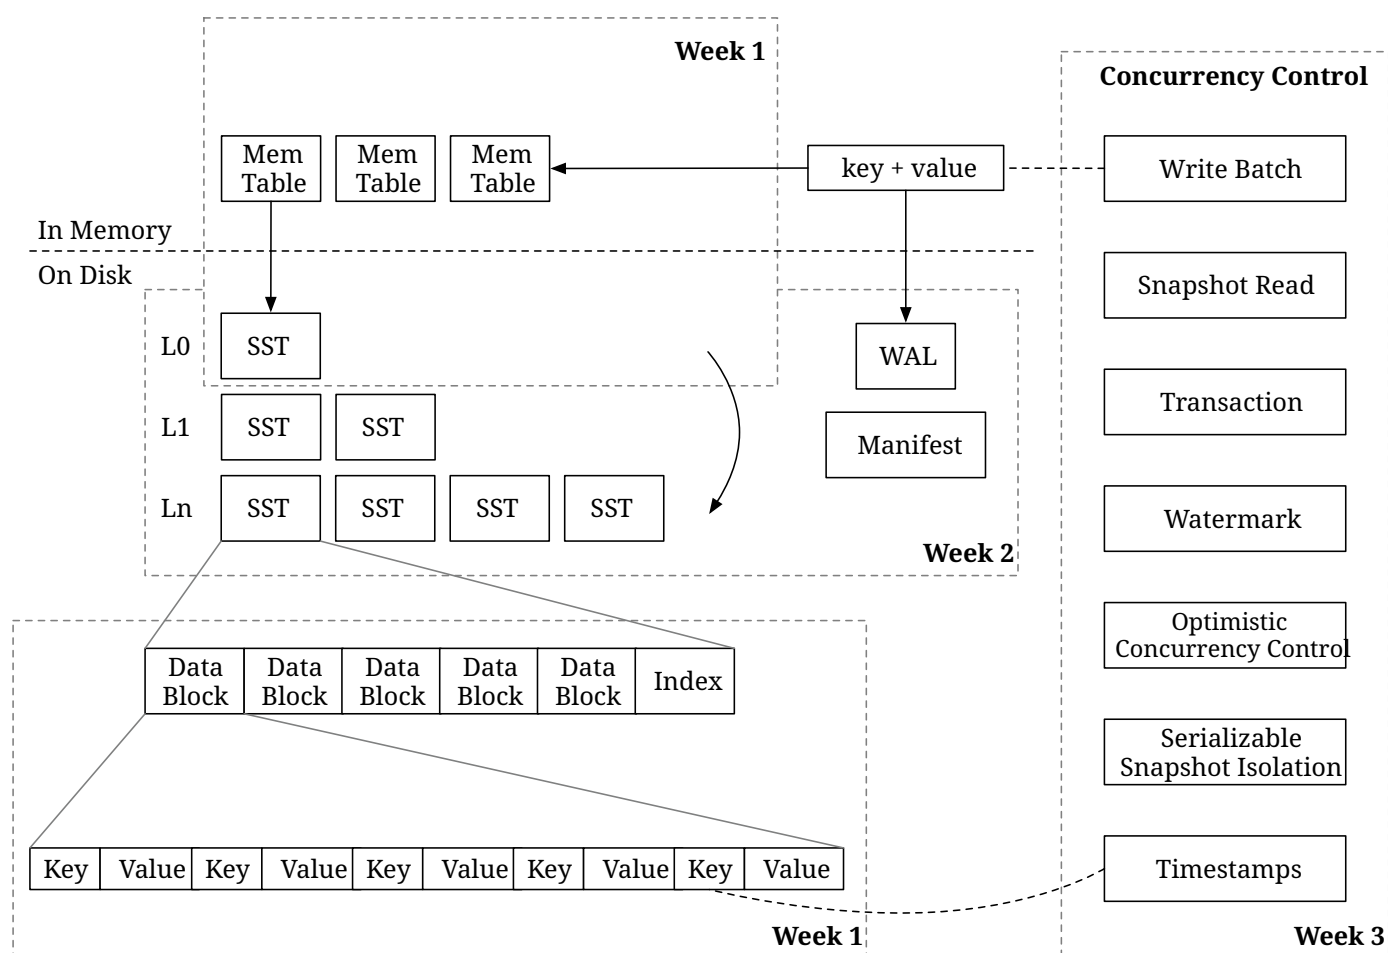 Week 1
Concurrency Control
Mem
Table
Mem
Table
Mem
Table
key + value
Write Batch
In Memory
On Disk
Snapshot Read
L0
SST
WAL
Transaction
L1
SST
SST
Manifest
Ln
SST
SST
SST
SST
Watermark
Week 2
Optimistic
Concurrency Control
Data
Block
Data
Block
Data
Block
Data
Block
Data
Block
Index
Serializable
Snapshot Isolation
Key
Value
Key
Value
Key
Value
Key
Value
Key
Value
Timestamps
Week 1
Week 3